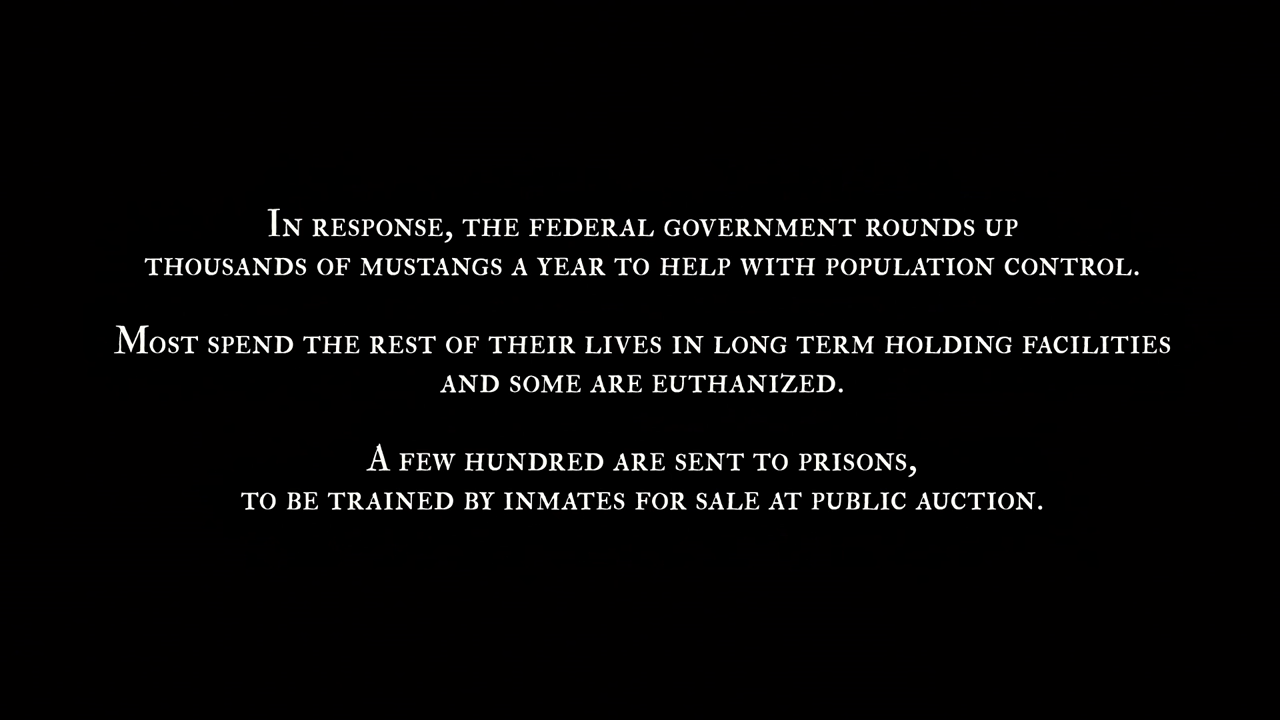 In response, the federal government rounds up
thousands of mustangs a year to help with population control.
Most spend the rest of their lives in long term holding facilities
and some are euthanized.
A few hundred are sent to prisons,
to be trained by inmates for sale at public auction.